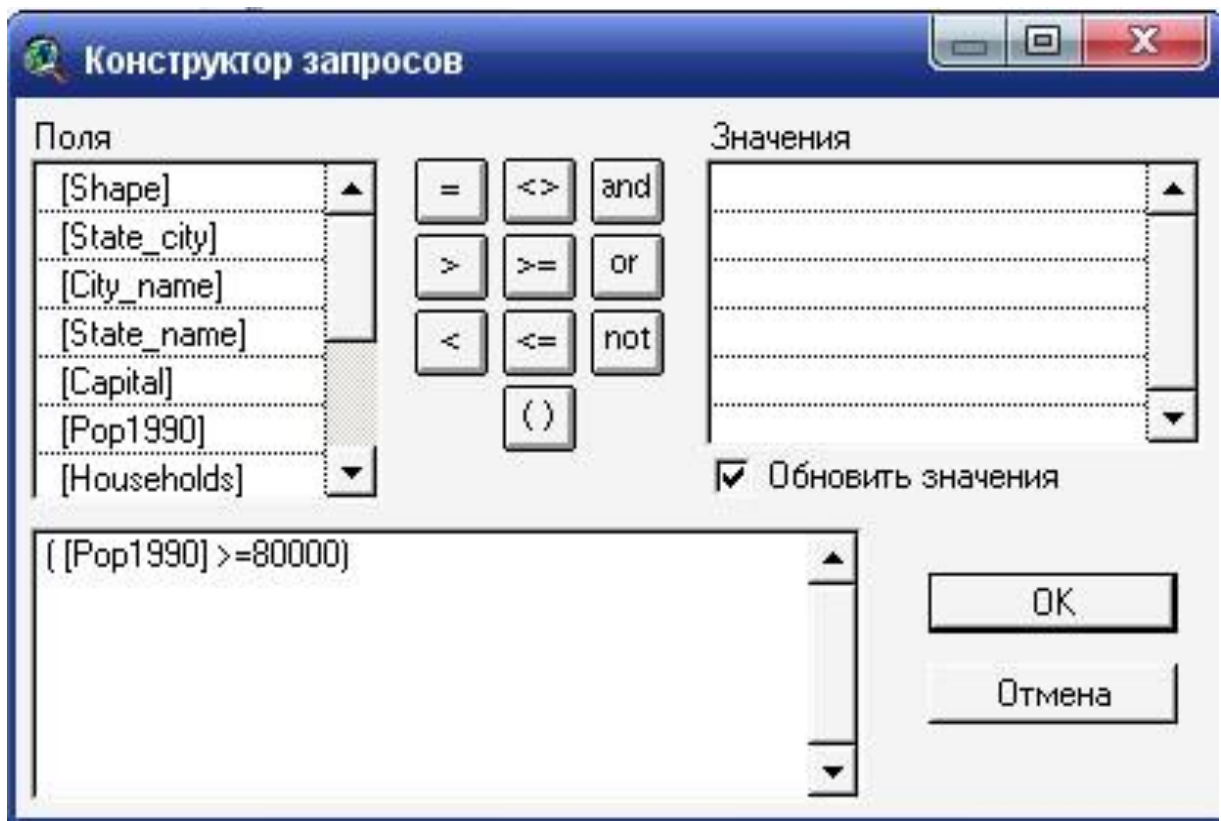 Конструктор запросов
Поля
[Shape]
[State_city]
[City_name]
[State_name]
[Capital]
[Pop1990]
[Households]
= <> and
> >= or
< <= not
( )
Значения
Обновить значения
( [Pop1990] >=80000)
OK
Отмена